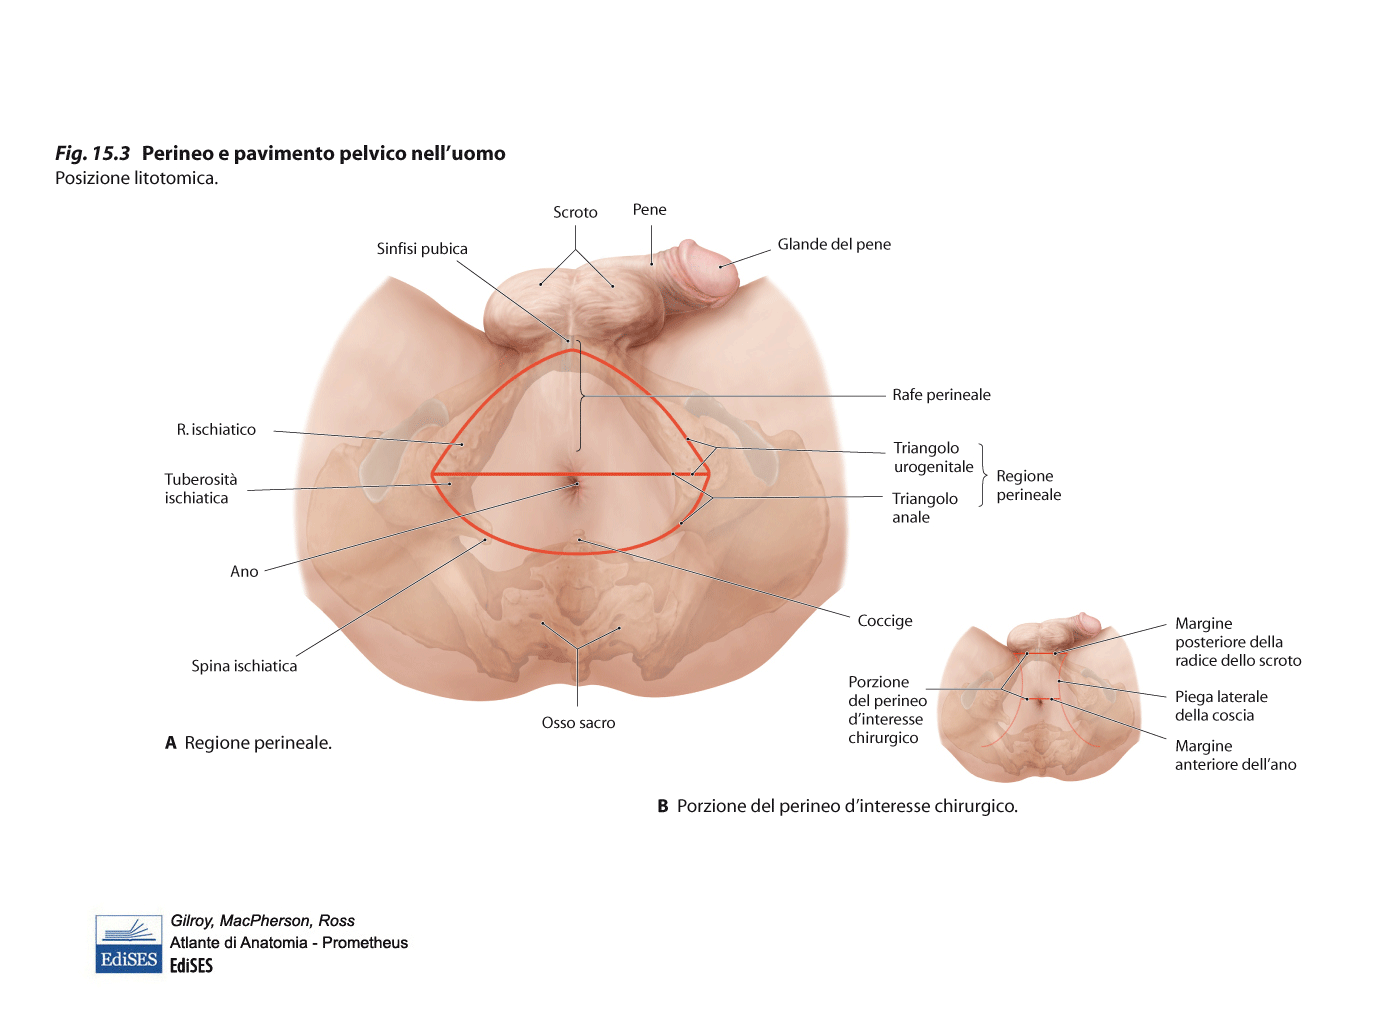 Fig. 15.3 Perineo e pavimento pelvico nell’uomo
Posizione litotomica.
Scroto
Pene
Sinfisi pubica
Glande del pene
Rafe perineale
R. ischiatico
Triangolo
urogenitale
Regione
perineale
Tuberosità
ischiatica
Triangolo
anale
Ano
Coccige
Spina ischiatica
Osso sacro
A Regione perineale.
Margine
posteriore della
radice dello scroto
Porzione
del perineo
d’interesse
chirurgico
Piega laterale
della coscia
Margine
anteriore dell’ano
B Porzione del perineo d’interesse chirurgico.
EdiSES
Gilroy, MacPherson, Ross
Atlante di Anatomia - Prometheus
EdiSES